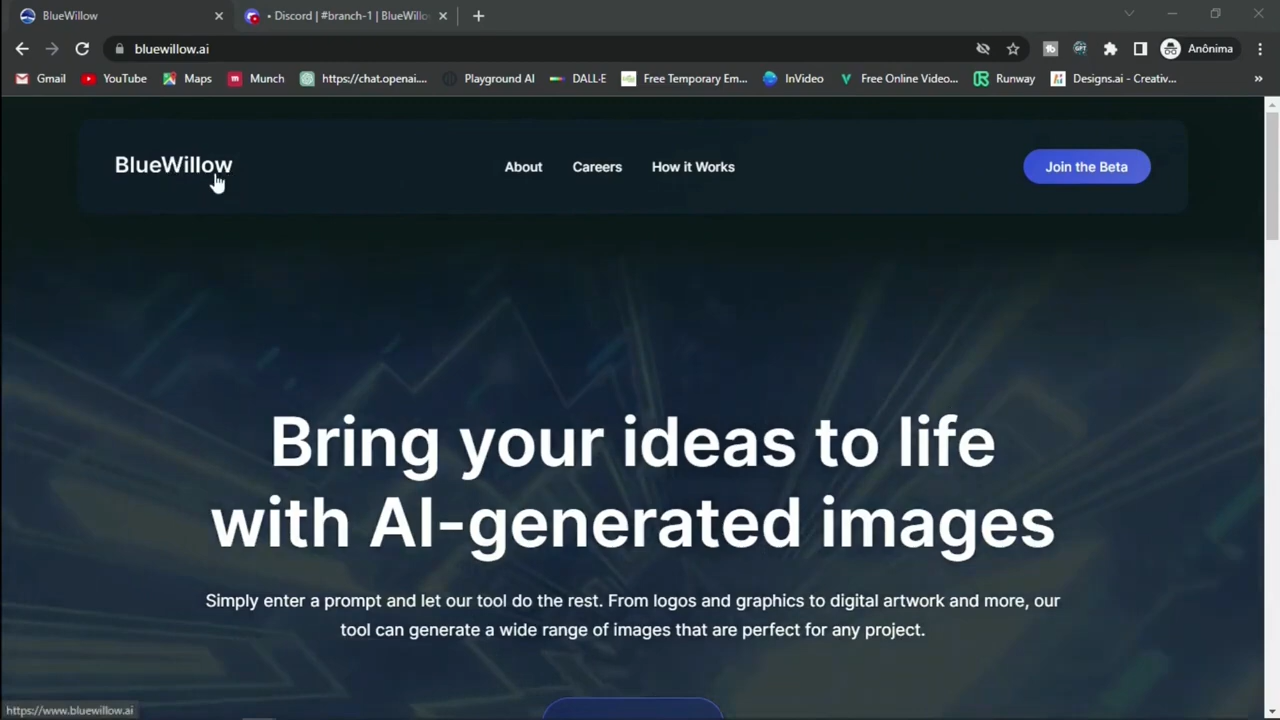 BlueWillow
• Discord | #branch-1 | BlueWillo
bluewillow.ai
Anônima
Gmail
YouTube
Maps
Munch
https://chat.openai....
Playground AI
DALL-E
Free Temporary Em...
InVideo
Free Online Video...
Runway
Designs.ai - Creativ...
»
BlueWillow
About
Careers
How it Works
Join the Beta
Bring your ideas to life
with AI-generated images
Simply enter a prompt and let our tool do the rest. From logos and graphics to digital artwork and more, our
tool can generate a wide range of images that are perfect for any project.
https://www.bluewillow.ai